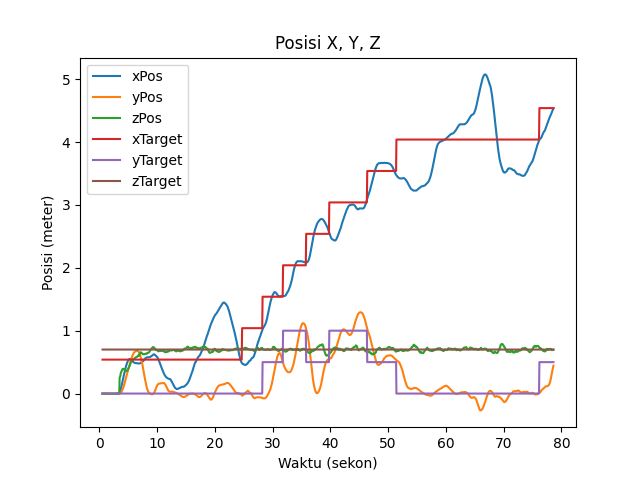 Posisi X, Y, Z
xPos
yPos
zPos
xTarget
yTarget
zTarget
Posisi (meter)
5
4
3
2
1
0
0 10 20 30 40 50 60 70 80
Waktu (sekon)